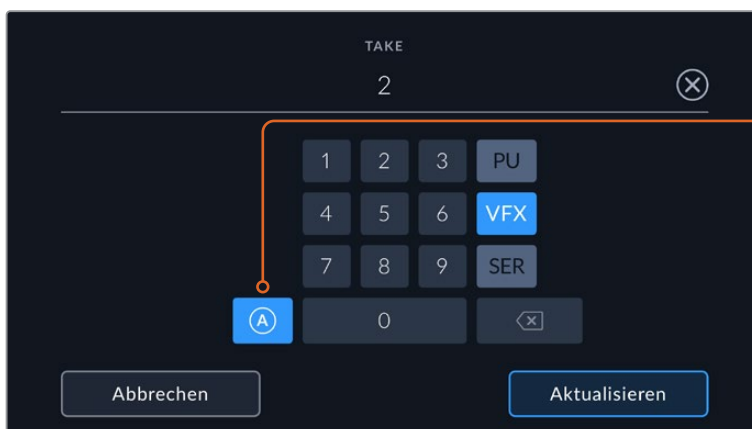 TAKE
2
1 2 3 PU
4 5 6 VFX
7 8 9 SER
A 0
Abbrechen Aktualisieren